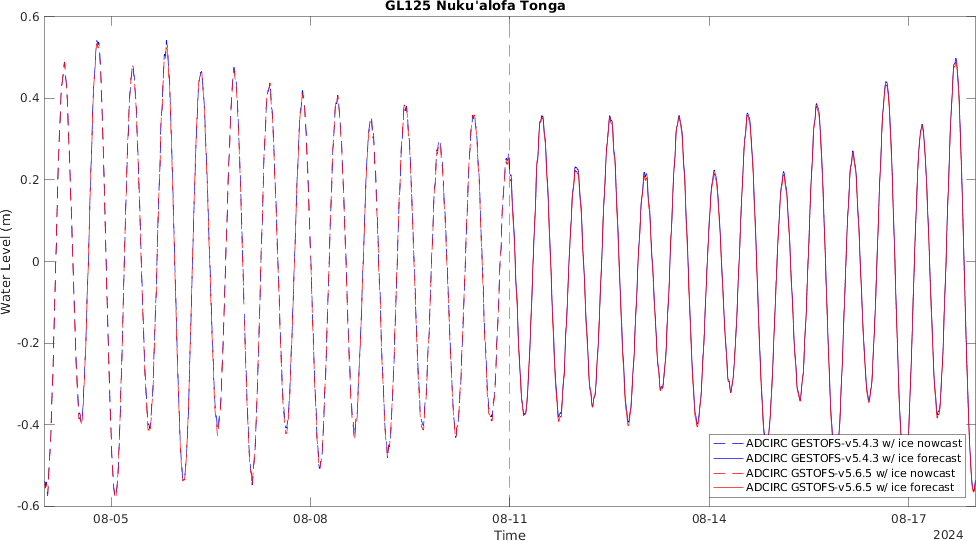 GL125 Nuku'alofa Tonga
0.6
0.4
0.2
0
-0.2
-0.4
-0.6
Water Level (m)
ADCIRC GESTOFS-v5.4.3 w/ ice nowcast
ADCIRC GESTOFS-v5.4.3 w/ ice forecast
ADCIRC GSTOFS-v5.6.5 w/ ice nowcast
ADCIRC GSTOFS-v5.6.5 w/ ice forecast
08-05 08-08 08-11 08-14 08-17
Time
2024